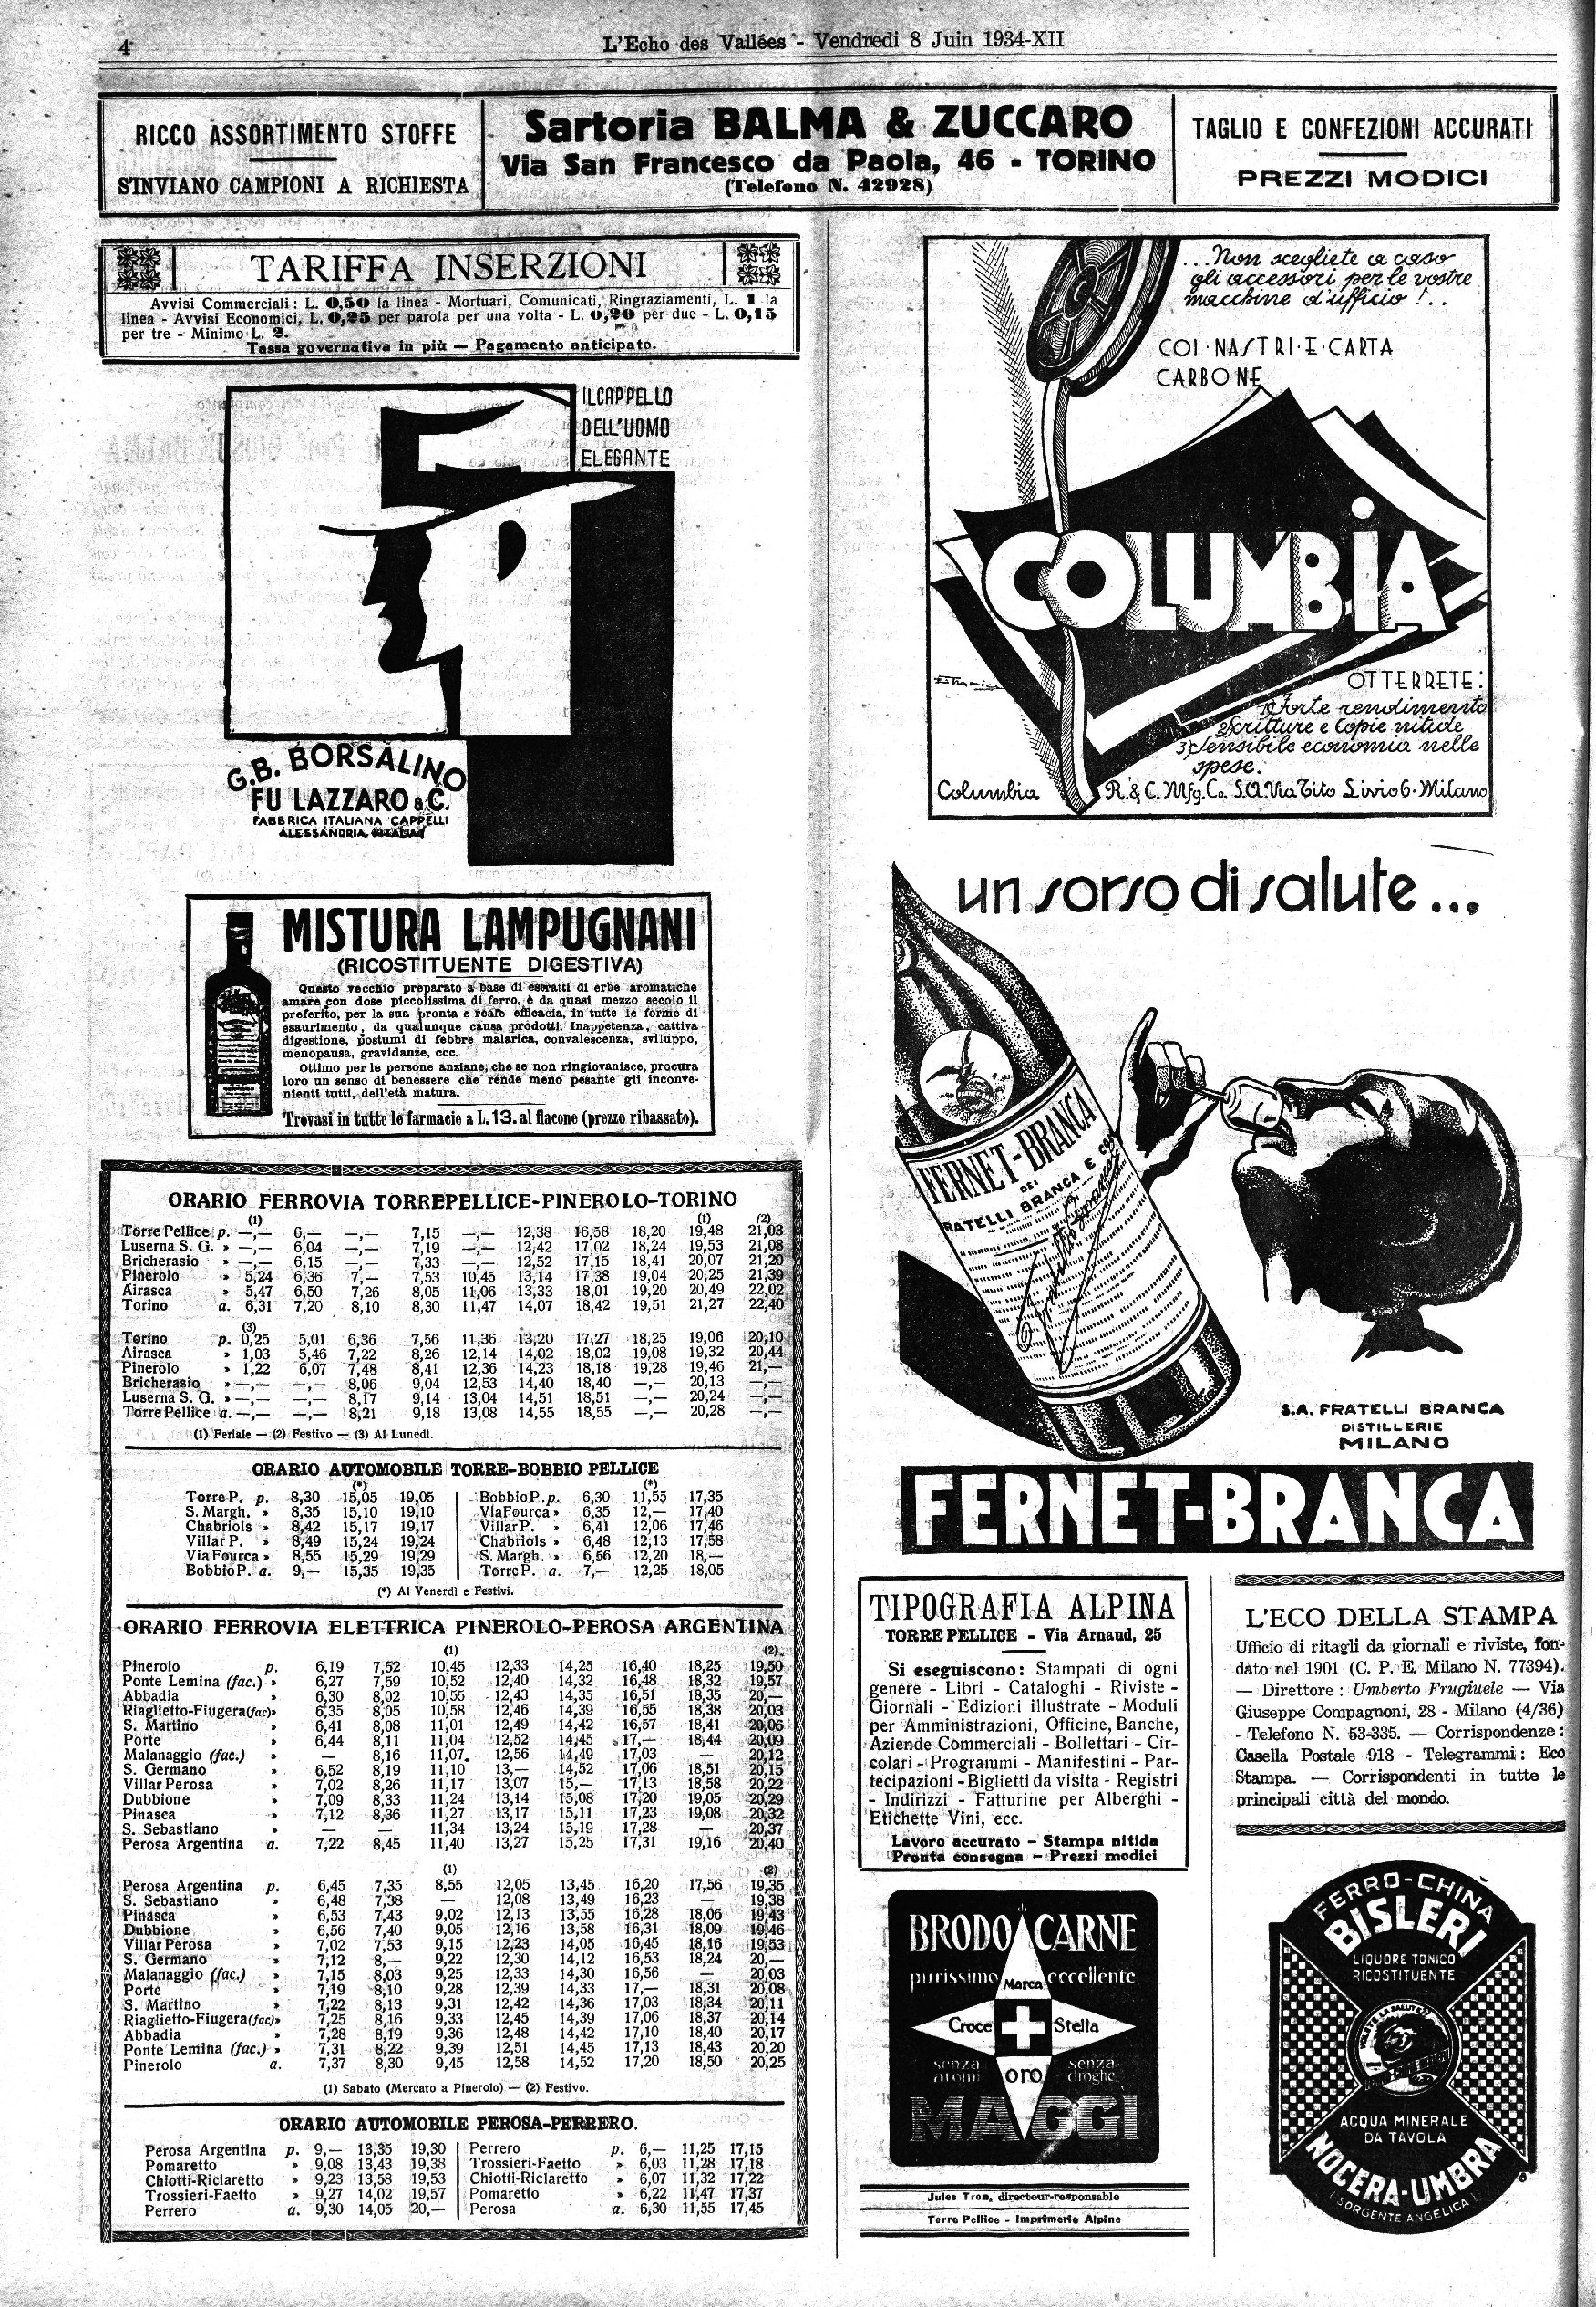 4
L'Echo des Vallées - Vendredi 8 Juin 1934-XII
RICCO ASSORTIMENTO STOFFE
S'INVIANO CAMPIONI A RICHIESTA
Sartoria BALMA & ZUCCARO
Via San Francesco da Paola, 46 - TORINO
(Telefono N. 42928)
TAGLIO E CONFEZIONI ACCURATI
PREZZI MODICI
TARIFFA INSERZIONI
Avvisi Commerciali: L. 0,50 la linea - Mortuari, Comunicati, Ringraziamenti, L. 1 la
linea - Avvisi Economici, L. 0,25 per parola per una volta - L. 0,20 per due - L. 0,15
per tre - Minimo L. 2.
Tassa governativa in più — Pagamento anticipato.
IL CAPPELLO
DELL'UOMO
ELEGANTE
G.B. BORSALINO
FU LAZZARO & C.
FABBRICA ITALIANA CAPPELLI
ALESSANDRIA
MISTURA LAMPUGNANI
(RICOSTITUENTE DIGESTIVA)
Questo vecchio preparato a base di estratti di erbe aromatiche
amare con dose piccolissima di ferro, è da quasi mezzo secolo il
preferito, per la sua pronta e reale efficacia, in tutte le forme di
esaurimento, da qualunque causa prodotti. Inappetenza, cattiva
digestione, postumi di febbre malarica, convalescenza, sviluppo,
menopausa, gravidanze, ecc.
Ottimo per le persone anziane; che se non ringiovanisce, procura
loro un senso di benessere che rende meno pesante gli inconve-
nienti tutti, dell'età matura.
Trovasi in tutte le farmacie a L. 13. al flacone (prezzo ribassato).
ORARIO FERROVIA TORREPELLICE-PINEROLO-TORINO
(1) (1) (2)
Torre Pellice p. —,— 6,— —,— 7,15 —,— 12,38 16,58 18,20 19,48 21,03
Luserna S. G. » —,— 6,04 —,— 7,19 —,— 12,42 17,02 18,24 19,53 21,08
Bricherasio » —,— 6,15 —,— 7,33 —,— 12,52 17,15 18,41 20,07 21,20
Pinerolo » 5,24 6,36 7,— 7,53 10,45 13,14 17,38 19,04 20,25 21,39
Airasca » 5,47 6,50 7,26 8,05 11,06 13,33 18,01 19,20 20,49 22,02
Torino a. 6,31 7,20 8,10 8,30 11,47 14,07 18,42 19,51 21,27 22,40
(3)
Torino p. 0,25 5,01 6,36 7,56 11,36 13,20 17,27 18,25 19,06 20,10
Airasca » 1,03 5,46 7,22 8,26 12,14 14,02 18,02 19,08 19,32 20,44
Pinerolo » 1,22 6,07 7,48 8,41 12,36 14,23 18,18 19,28 19,46 21,—
Bricherasio » —,— —,— 8,06 9,04 12,53 14,40 18,40 —,— 20,13 —,—
Luserna S. G. » —,— —,— 8,17 9,14 13,04 14,51 18,51 —,— 20,24 —,—
Torre Pellice a. —,— —,— 8,21 9,18 13,08 14,55 18,55 —,— 20,28 —,—
(1) Feriale — (2) Festivo — (3) Al Lunedì.
ORARIO AUTOMOBILE TORRE-BOBBIO PELLICE
(*) (*)
Torre P. p. 8,30 15,05 19,05 Bobbio P. p. 6,30 11,55 17,35
S. Margh. » 8,35 15,10 19,10 Via Fourca » 6,35 12,— 17,40
Chabriols » 8,42 15,17 19,17 Villar P. » 6,41 12,06 17,46
Villar P. » 8,49 15,24 19,24 Chabriols » 6,48 12,13 17,58
Via Fourca » 8,55 15,29 19,29 S. Margh. » 6,56 12,20 18,—
Bobbio P. a. 9,— 15,35 19,35 Torre P. a. 7,— 12,25 18,05
(*) Al Venerdì e Festivi.
ORARIO FERROVIA ELETTRICA PINEROLO-PEROSA ARGENTINA
(1) (2)
Pinerolo p. 6,19 7,52 10,45 12,33 14,25 16,40 18,25 19,50
Ponte Lemina (fac.) » 6,27 7,59 10,52 12,40 14,32 16,48 18,32 19,57
Abbadia » 6,30 8,02 10,55 12,43 14,35 16,51 18,35 20,—
Riaglietto-Fiugera (fac) » 6,35 8,05 10,58 12,46 14,39 16,55 18,38 20,03
S. Martino » 6,41 8,08 11,01 12,49 14,42 16,57 18,41 20,06
Porte » 6,44 8,11 11,04 12,52 14,45 17,— 18,44 20,09
Malanaggio (fac.) » — 8,16 11,07 12,56 14,49 17,03 — 20,12
S. Germano » 6,52 8,19 11,10 13,— 14,52 17,06 18,51 20,15
Villar Perosa » 7,02 8,26 11,17 13,07 15,— 17,13 18,58 20,22
Dubbione » 7,09 8,33 11,24 13,14 15,08 17,20 19,05 20,29
Pinasca » 7,12 8,36 11,27 13,17 15,11 17,23 19,08 20,32
S. Sebastiano » — — 11,34 13,24 15,19 17,28 — 20,37
Perosa Argentina a. 7,22 8,45 11,40 13,27 15,25 17,31 19,16 20,40
(1) (2)
Perosa Argentina p. 6,45 7,35 8,55 12,05 13,45 16,20 17,56 19,35
S. Sebastiano » 6,48 7,38 — 12,08 13,49 16,23 — 19,38
Pinasca » 6,53 7,43 9,02 12,13 13,55 16,28 18,06 19,43
Dubbione » 6,56 7,40 9,05 12,16 13,58 16,31 18,09 19,46
Villar Perosa » 7,02 7,53 9,15 12,23 14,05 16,45 18,16 19,53
S. Germano » 7,12 8,— 9,22 12,30 14,12 16,53 18,24 20,—
Malanaggio (fac.) » 7,15 8,03 9,25 12,33 14,30 16,56 — 20,03
Porte » 7,19 8,10 9,28 12,39 14,33 17,— 18,31 20,08
S. Martino » 7,22 8,13 9,31 12,42 14,36 17,03 18,34 20,11
Riaglietto-Fiugera (fac) » 7,25 8,16 9,33 12,45 14,39 17,06 18,37 20,14
Abbadia » 7,28 8,19 9,36 12,48 14,42 17,10 18,40 20,17
Ponte Lemina (fac.) » 7,31 8,22 9,39 12,51 14,45 17,13 18,43 20,20
Pinerolo a. 7,37 8,30 9,45 12,58 14,52 17,20 18,50 20,25
(1) Sabato (Mercato a Pinerolo) — (2) Festivo.
ORARIO AUTOMOBILE PEROSA-PERRERO.
Perosa Argentina p. 9,— 13,35 19,30 Perrero p. 6,— 11,25 17,15
Pomaretto » 9,08 13,43 19,38 Trossieri-Faetto » 6,03 11,28 17,18
Chiotti-Riclaretto » 9,23 13,58 19,53 Chiotti-Riclaretto » 6,07 11,32 17,22
Trossieri-Faetto » 9,27 14,02 19,57 Pomaretto » 6,22 11,47 17,37
Perrero a. 9,30 14,05 20,— Perosa a. 6,30 11,55 17,45
...Non scegliete a caso
gli accessori per le vostre
macchine d'ufficio!..
COI·NASTRI·E·CARTA
CARBONE
COLUMBIA
OTTERRETE:
1) Forte rendimento
2) Scritture e Copie nitide
3) Sensibile economia nelle
spese.
Columbia R. & C. Mfg. Co. S.A. Via Tito Livio 6 - Milano
un sorso di salute...
FERNET-BRANCA
DEI
FRATELLI BRANCA E C.
S.A. FRATELLI BRANCA
DISTILLERIE
MILANO
FERNET-BRANCA
TIPOGRAFIA ALPINA
TORRE PELLICE - Via Arnaud, 25
Si eseguiscono: Stampati di ogni
genere - Libri - Cataloghi - Riviste -
Giornali - Edizioni illustrate - Moduli
per Amministrazioni, Officine, Banche,
Aziende Commerciali - Bollettari - Cir-
colari - Programmi - Manifestini - Par-
tecipazioni - Biglietti da visita - Registri
- Indirizzi - Fatturine per Alberghi -
Etichette Vini, ecc.
Lavoro accurato - Stampa nitida
Pronta consegna - Prezzi modici
BRODO CARNE
purissimo Marca eccellente
Croce Stella
senza aromi oro senza droghe
MAGGI
Jules Tron, directeur-responsable
Torre Pellice - Imprimerie Alpine
L'ECO DELLA STAMPA
Ufficio di ritagli da giornali e riviste, fon-
dato nel 1901 (C. P. E. Milano N. 77394).
— Direttore: Umberto Frugiuele — Via
Giuseppe Compagnoni, 28 - Milano (4/36)
- Telefono N. 53-335. — Corrispondenze:
Casella Postale 918 - Telegrammi: Eco
Stampa. — Corrispondenti in tutte le
principali città del mondo.
FERRO-CHINA
BISLERI
LIQUORE TONICO
RICOSTITUENTE
ACQUA MINERALE
DA TAVOLA
NOCERA-UMBRA
(SORGENTE ANGELICA)